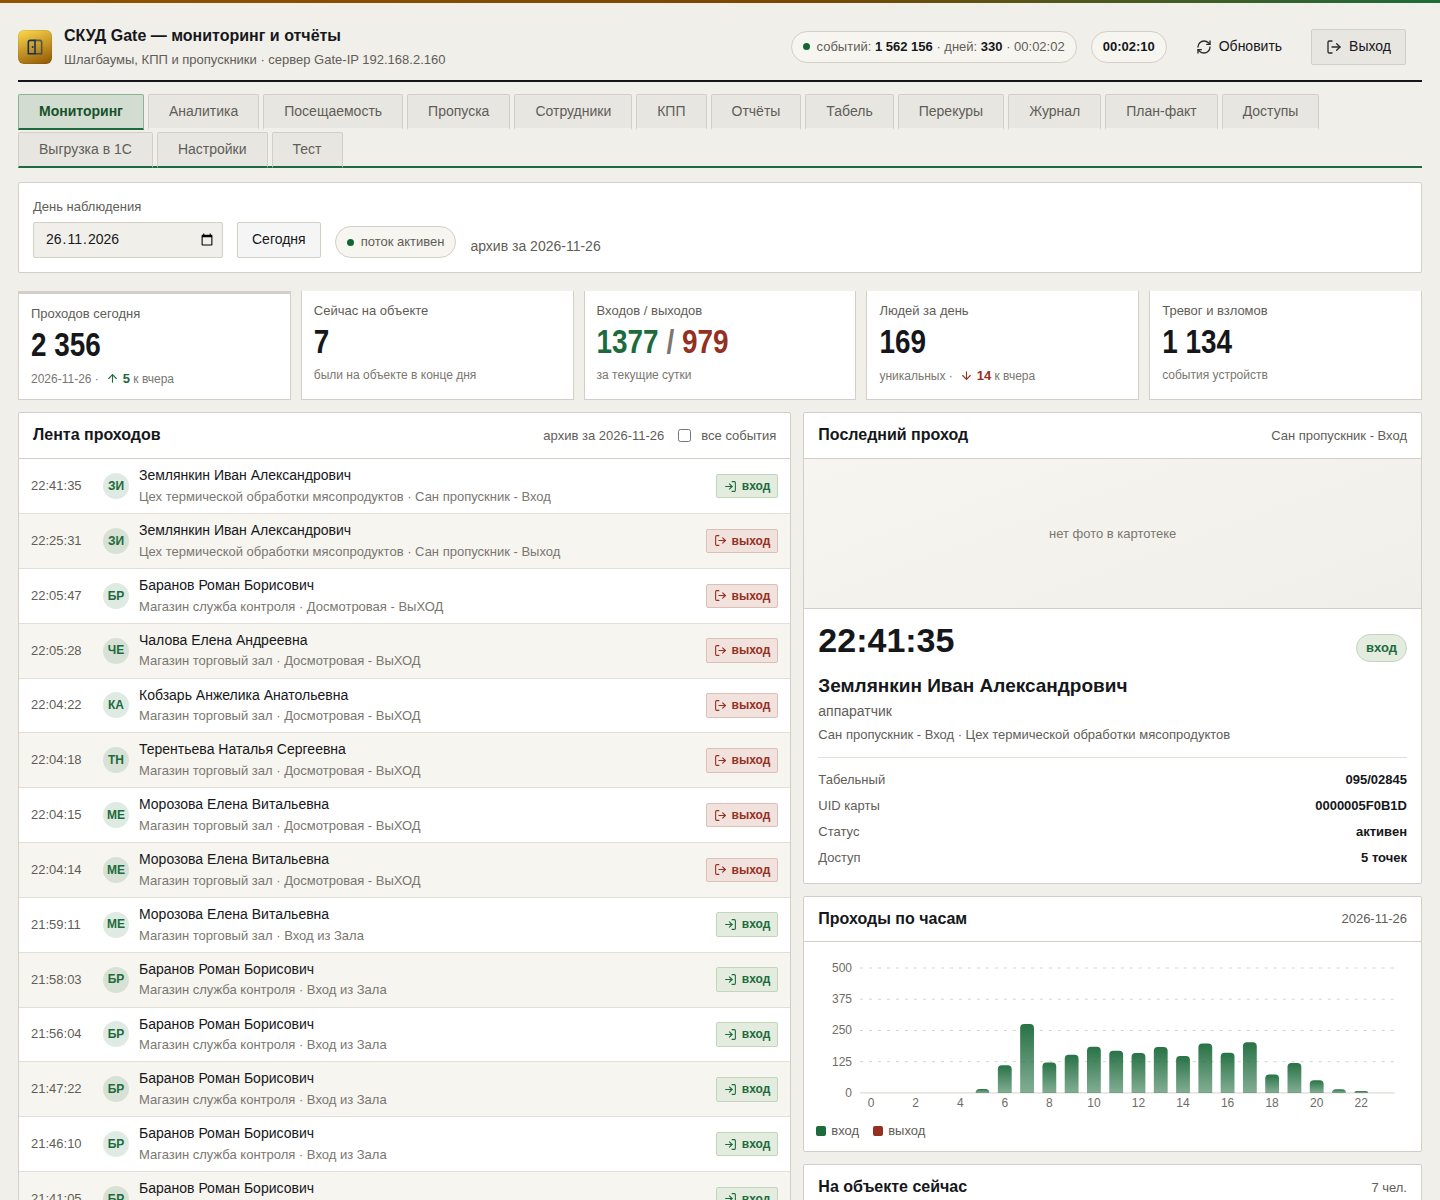 СКУД Gate — мониторинг и отчёты
Шлагбаумы, КПП и пропускники · сервер Gate-IP 192.168.2.160
событий: 1 562 156 · дней: 330 · 00:02:02
00:02:10
Обновить
Выход
Мониторинг
Аналитика
Посещаемость
Пропуска
Сотрудники
КПП
Отчёты
Табель
Перекуры
Журнал
План-факт
Доступы
Выгрузка в 1С
Настройки
Тест
День наблюдения
26.11.2026
Сегодня
поток активен
архив за 2026-11-26
Проходов сегодня
2 356
2026-11-26 · 5 к вчера
Сейчас на объекте
7
были на объекте в конце дня
Входов / выходов
1377 / 979
за текущие сутки
Людей за день
169
уникальных · 14 к вчера
Тревог и взломов
1 134
события устройств
Лента проходов
архив за 2026-11-26
все события
22:41:35 ЗИ Землянкин Иван Александрович
Цех термической обработки мясопродуктов · Сан пропускник - Вход
вход
22:25:31 ЗИ Землянкин Иван Александрович
Цех термической обработки мясопродуктов · Сан пропускник - Выход
выход
22:05:47 БР Баранов Роман Борисович
Магазин служба контроля · Досмотровая - ВыХОД
выход
22:05:28 ЧЕ Чалова Елена Андреевна
Магазин торговый зал · Досмотровая - ВыХОД
выход
22:04:22 КА Кобзарь Анжелика Анатольевна
Магазин торговый зал · Досмотровая - ВыХОД
выход
22:04:18 ТН Терентьева Наталья Сергеевна
Магазин торговый зал · Досмотровая - ВыХОД
выход
22:04:15 МЕ Морозова Елена Витальевна
Магазин торговый зал · Досмотровая - ВыХОД
выход
22:04:14 МЕ Морозова Елена Витальевна
Магазин торговый зал · Досмотровая - ВыХОД
выход
21:59:11 МЕ Морозова Елена Витальевна
Магазин торговый зал · Вход из Зала
вход
21:58:03 БР Баранов Роман Борисович
Магазин служба контроля · Вход из Зала
вход
21:56:04 БР Баранов Роман Борисович
Магазин служба контроля · Вход из Зала
вход
21:47:22 БР Баранов Роман Борисович
Магазин служба контроля · Вход из Зала
вход
21:46:10 БР Баранов Роман Борисович
Магазин служба контроля · Вход из Зала
вход
21:41:05 БР Баранов Роман Борисович
вход
Последний проход
Сан пропускник - Вход
нет фото в картотеке
22:41:35
вход
Землянкин Иван Александрович
аппаратчик
Сан пропускник - Вход · Цех термической обработки мясопродуктов
Табельный 095/02845
UID карты 0000005F0B1D
Статус активен
Доступ 5 точек
Проходы по часам
2026-11-26
500
375
250
125
0
0 2 4 6 8 10 12 14 16 18 20 22
вход выход
На объекте сейчас
7 чел.